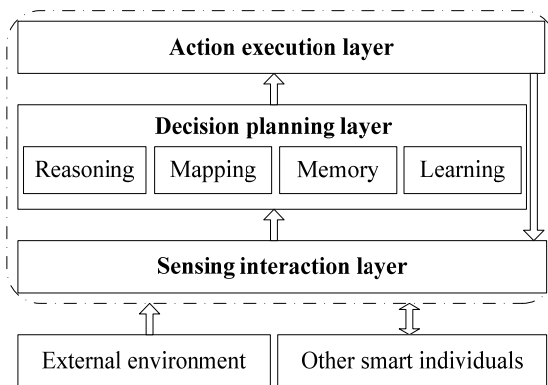 Action execution layer
Decision planning layer
Reasoning Mapping Memory Learning
Sensing interaction layer
External environment Other smart individuals